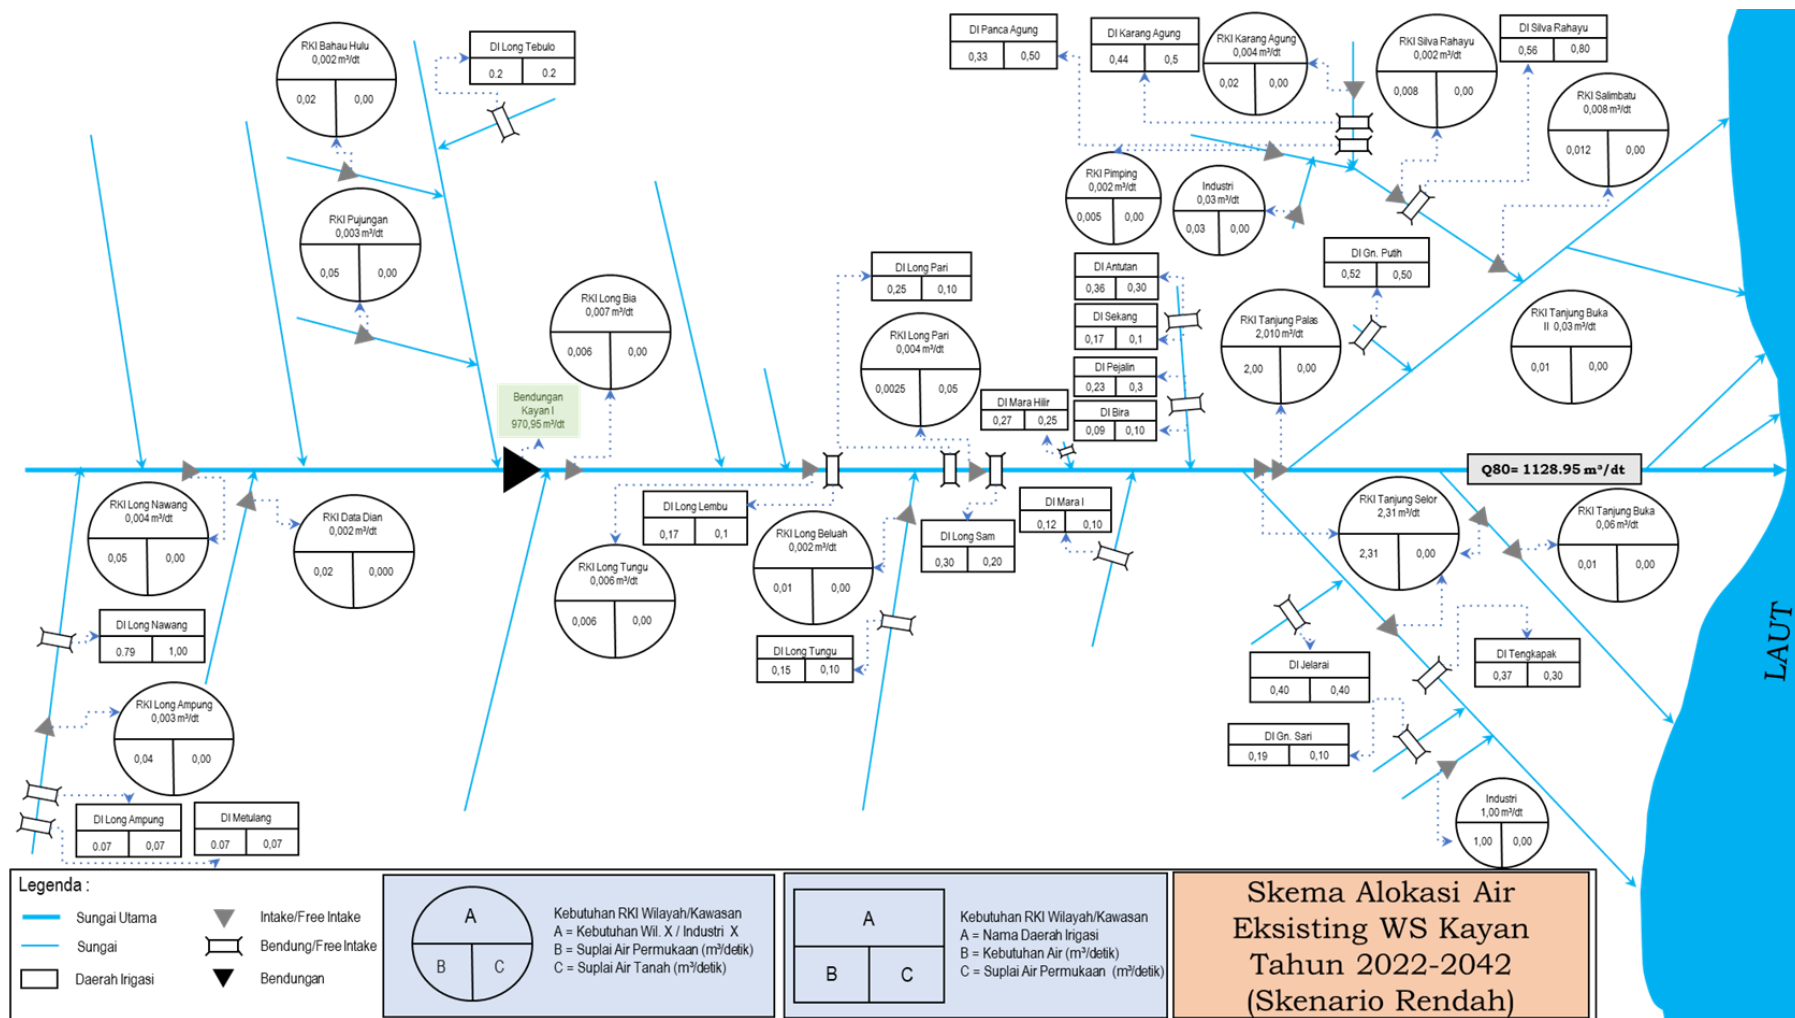 RKI Bahau Hulu
0,002 m³/dt
0,02
0,00
DI Long Tebulo
0.2
0.2
DI Panca Agung
0,33
0,50
DI Karang Agung
0,44
0,5
RKI Karang Agung
0,004 m³/dt
0,02
0,00
RKI Silva Rahayu
0,002 m³/dt
0,008
0,00
DI Silva Rahayu
0,56
0,80
RKI Salimbatu
0,008 m³/dt
0,012
0,00
RKI Pujungan
0,003 m³/dt
0,05
0,00
RKI Pimping
0,002 m³/dt
0,005
0,00
Industri
0,03 m³/dt
0,03
0,00
DI Gn. Putih
0,52
0,50
DI Long Pari
0,25
0,10
DI Antutan
0,36
0,30
DI Sekang
0,17
0,1
DI Pejalin
0,23
0,3
DI Bira
0,09
0,10
RKI Long Bia
0,007 m³/dt
0,006
0,00
RKI Long Pari
0,004 m³/dt
0,0025
0,05
RKI Tanjung Palas
2,010 m³/dt
2,00
0,00
RKI Tanjung Buka
II 0,03 m³/dt
0,01
0,00
Bendungan
Kayan I
970,95 m³/dt
DI Mara Hilir
0,27
0,25
Q80= 1128.95 m³/dt
RKI Long Nawang
0,004 m³/dt
0,05
0,00
RKI Data Dian
0,002 m³/dt
0,02
0,000
DI Long Lembu
0,17
0,1
RKI Long Tungu
0,006 m³/dt
0,006
0,00
RKI Long Beluah
0,002 m³/dt
0,01
0,00
DI Long Sam
0,30
0,20
DI Mara I
0,12
0,10
RKI Tanjung Selor
2,31 m³/dt
2,31
0,00
RKI Tanjung Buka
0,06 m³/dt
0,01
0,00
DI Long Nawang
0.79
1,00
DI Long Tungu
0,15
0,10
DI Jelarai
0,40
0,40
DI Tengkapak
0,37
0,30
RKI Long Ampung
0,003 m³/dt
0,04
0,00
DI Gn. Sari
0,19
0,10
LAUT
DI Long Ampung
0.07
0,07
DI Metulang
0.07
0,07
Industri
1,00 m³/dt
1,00
0,00
Legenda :
Sungai Utama
Sungai
Daerah Irigasi
Intake/Free Intake
Bendung/Free Intake
Bendungan
A
B
C
Kebutuhan RKI Wilayah/Kawasan
A = Kebutuhan Wil. X / Industri X
B = Suplai Air Permukaan (m³/detik)
C = Suplai Air Tanah (m³/detik)
A
B
C
Kebutuhan RKI Wilayah/Kawasan
A = Nama Daerah Irigasi
B = Kebutuhan Air (m³/detik)
C = Suplai Air Permukaan (m³/detik)
Skema Alokasi Air
Eksisting WS Kayan
Tahun 2022-2042
(Skenario Rendah)